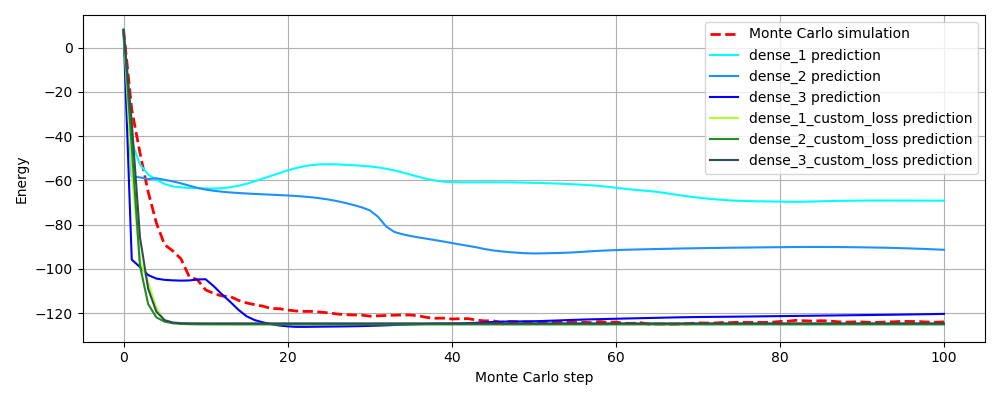 Monte Carlo simulation
dense_1 prediction
dense_2 prediction
dense_3 prediction
dense_1_custom_loss prediction
dense_2_custom_loss prediction
dense_3_custom_loss prediction
Energy
0
−20
−40
−60
−80
−100
−120
0 20 40 60 80 100
Monte Carlo step